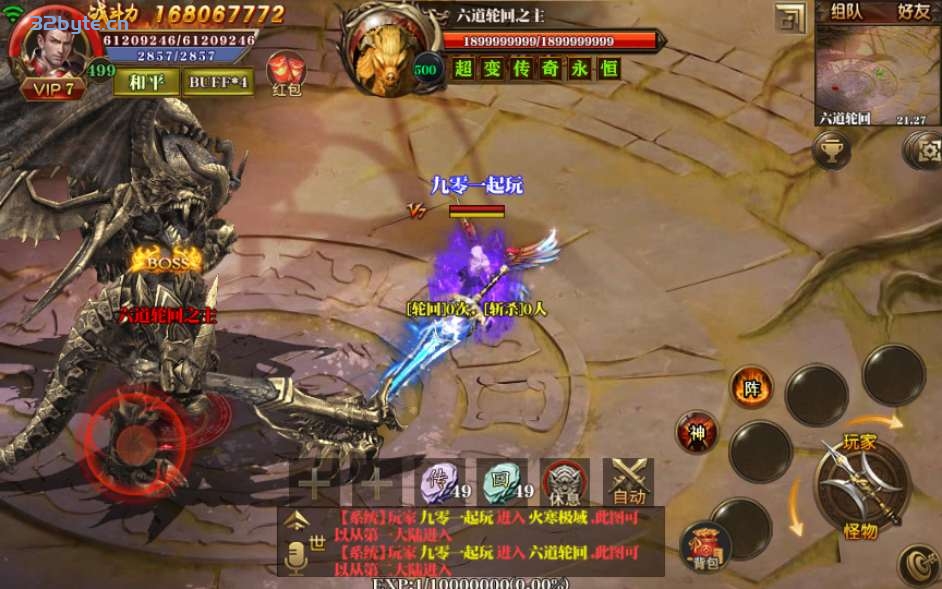 战斗力 168067772
32byte.cn
61209246/61209246
2857/2857
499
VIP 7
和平
BUFF*4
红包
六道轮回之主
1899999999/1899999999
500
超 变 传 奇 永 恒
组队 好友
六道轮回 21,27
九零一起玩
V7
BOSS
六道轮回之主
[轮回]0次，[斩杀]0人
阵
神
玩家
怪物
背包
传 49
回 49
休息
自动
世
【系统】玩家 九零一起玩 进入 火寒极域,此图可
以从第一大陆进入
【系统】玩家 九零一起玩 进入 六道轮回,此图可
以从第二大陆进入
EXP:1/10000000(0.00%)